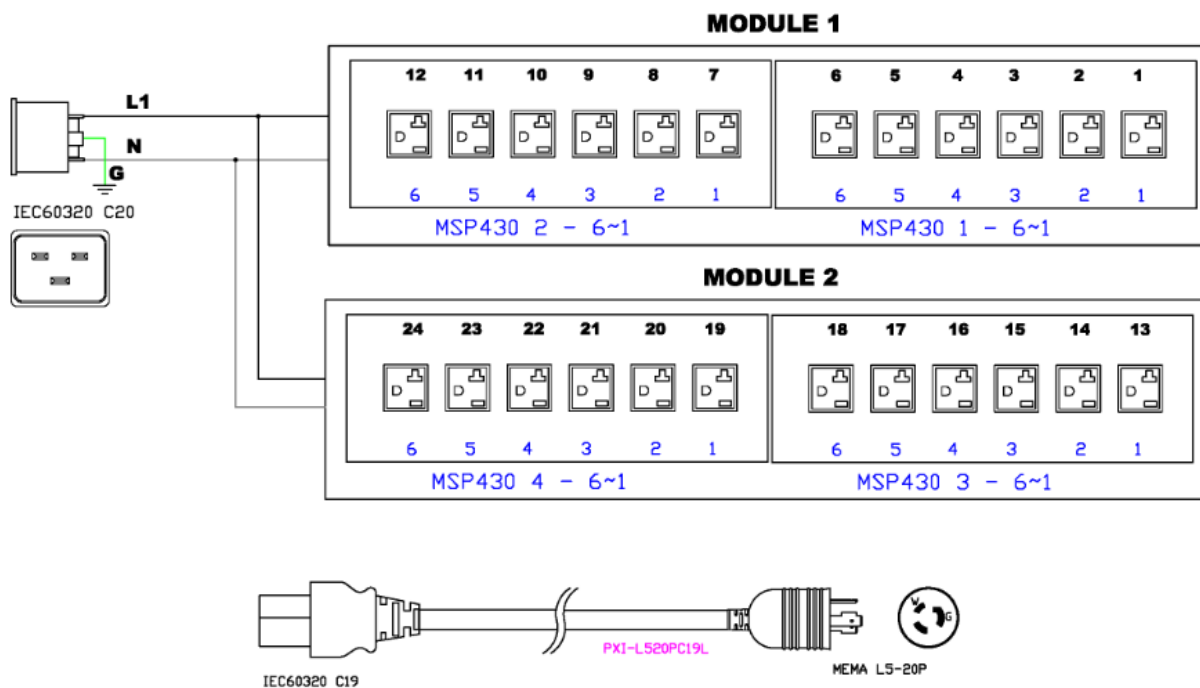 MODULE 1
12 11 10 9 8 7 6 5 4 3 2 1
L1
D D D D D D D D D D D D
N
G
6 5 4 3 2 1 6 5 4 3 2 1
IEC60320 C20
MSP430 2 - 6~1 MSP430 1 - 6~1
MODULE 2
24 23 22 21 20 19 18 17 16 15 14 13
D D D D D D D D D D D D
6 5 4 3 2 1 6 5 4 3 2 1
MSP430 4 - 6~1 MSP430 3 - 6~1
W
G
PXI-L520PC19L
MEMA L5-20P
IEC60320 C19